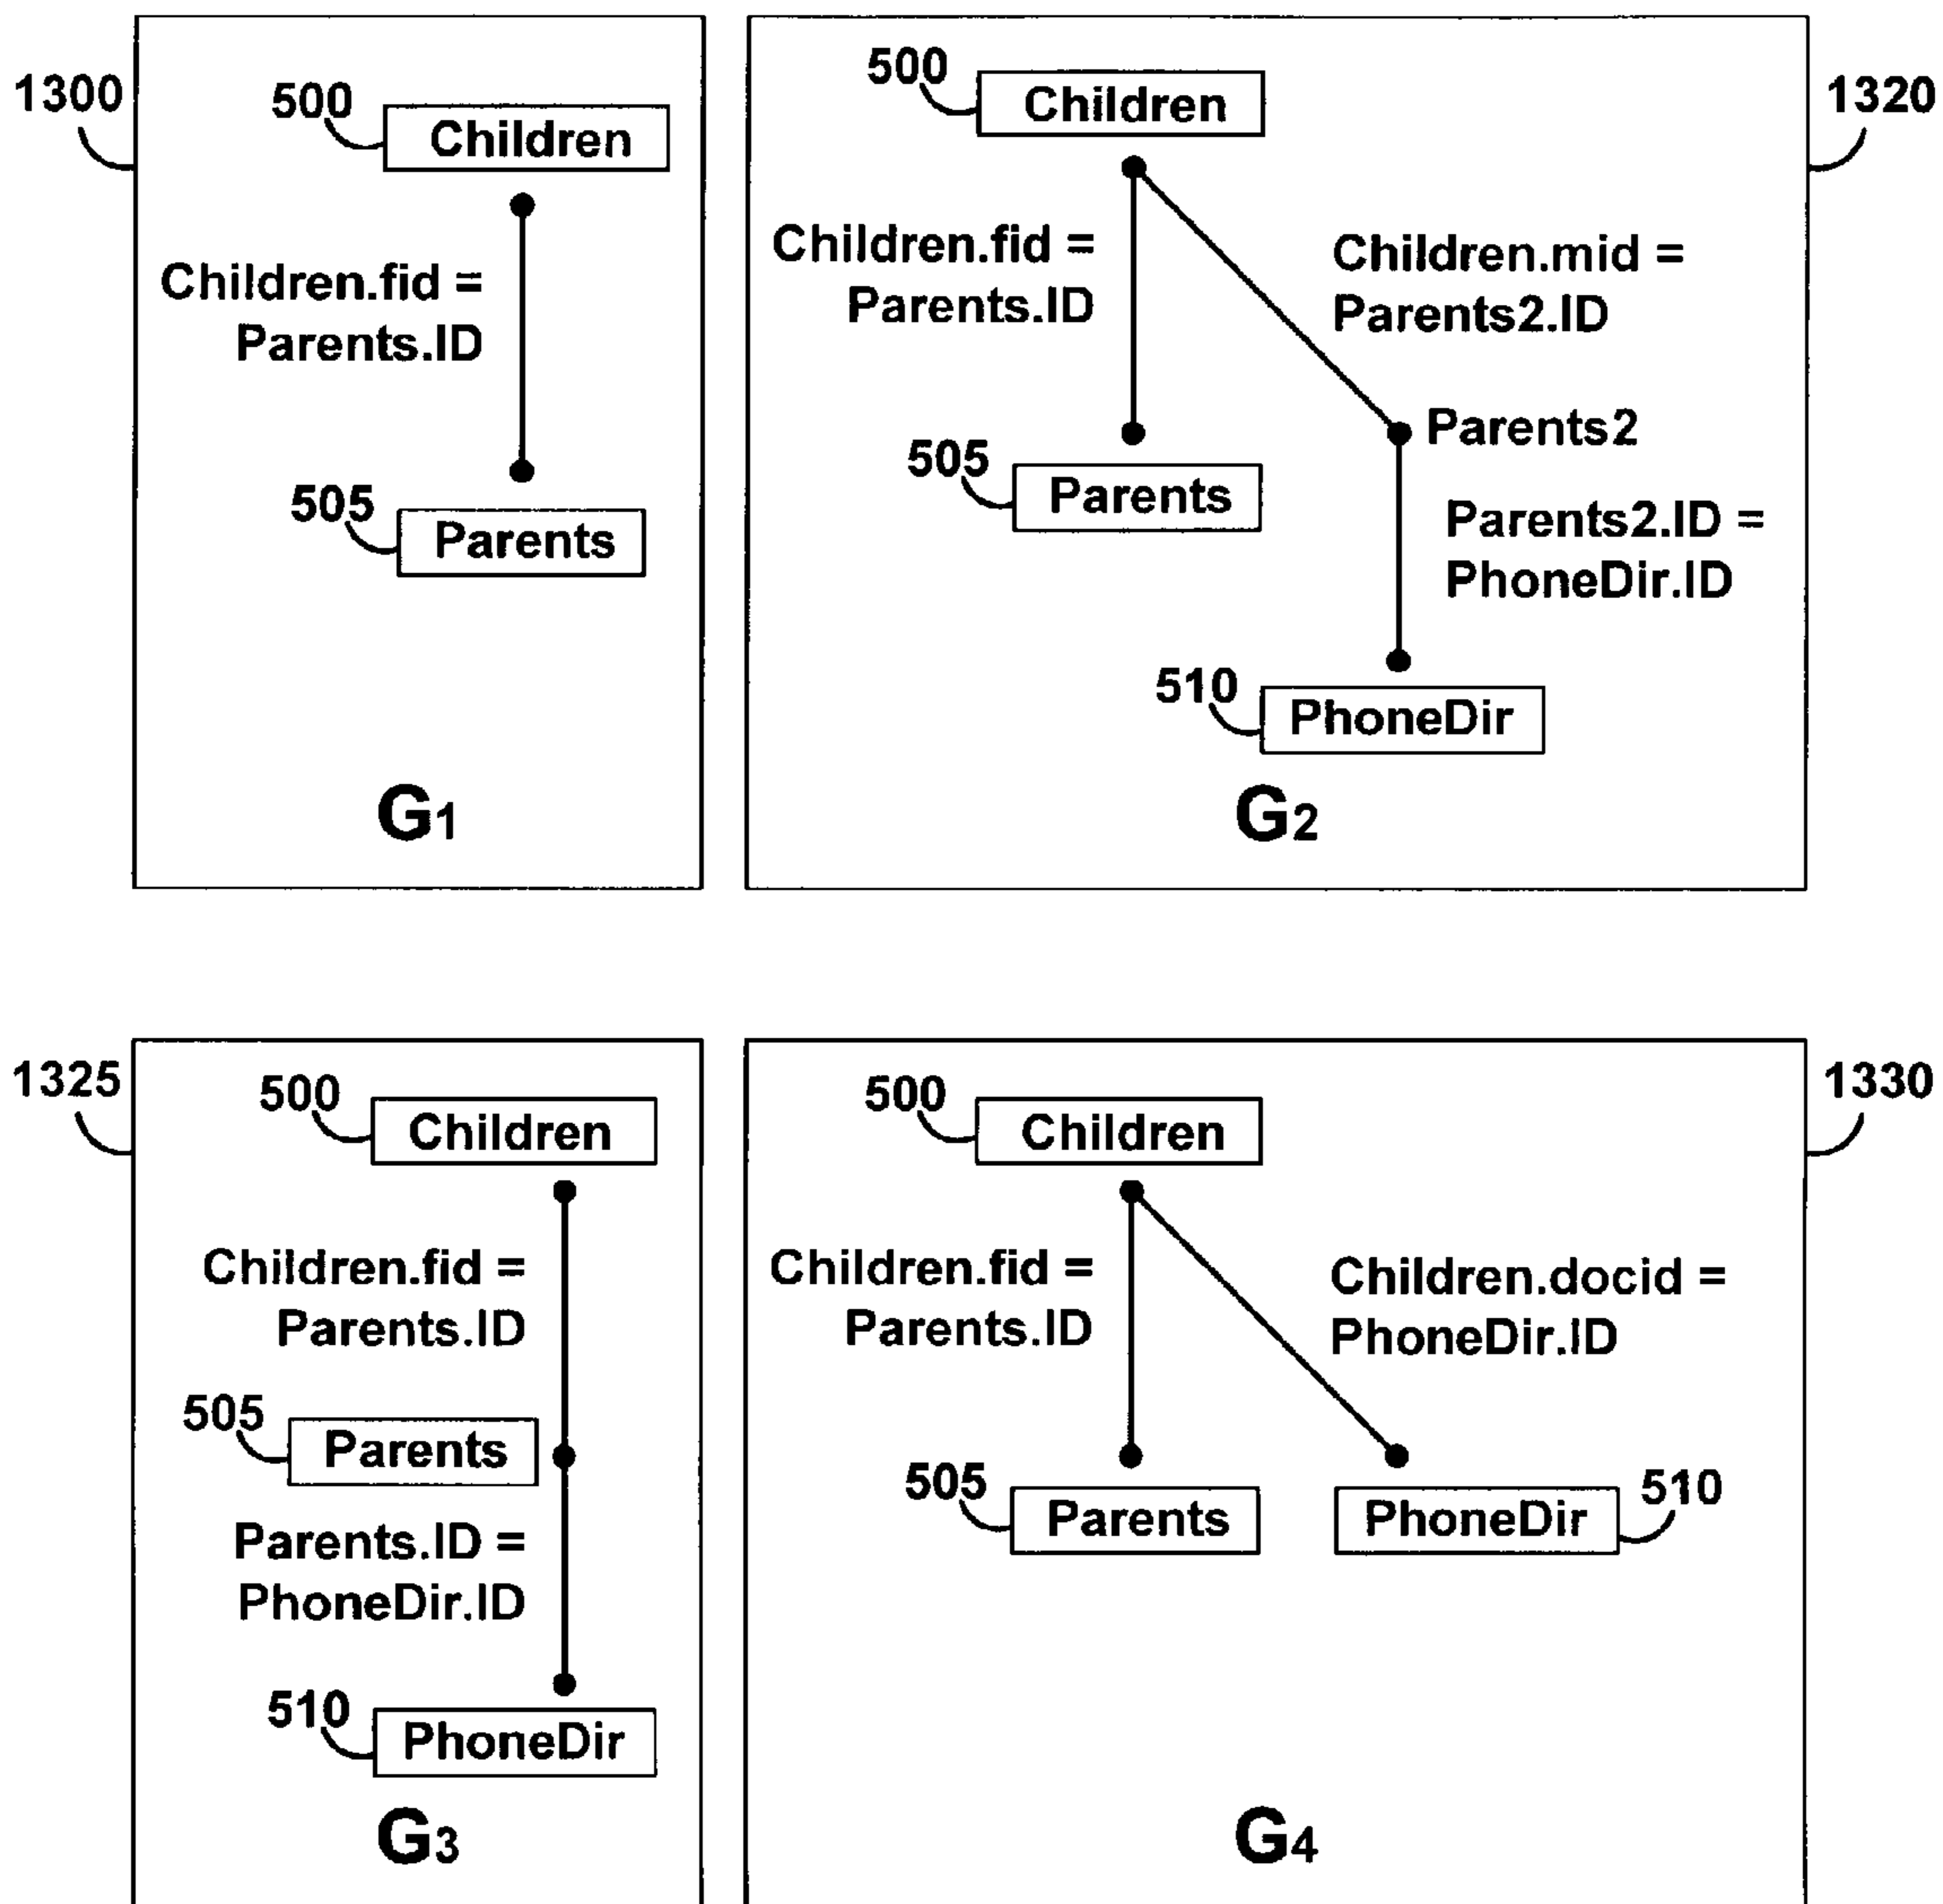 1300
500
Children
Children.fid =
Parents.ID
505
Parents
G1
500
Children
1320
Children.fid =
Parents.ID
Children.mid =
Parents2.ID
Parents2
505
Parents
Parents2.ID =
PhoneDir.ID
510
PhoneDir
G2
1325
500
Children
Children.fid =
Parents.ID
505
Parents
Parents.ID =
PhoneDir.ID
510
PhoneDir
G3
500
Children
1330
Children.fid =
Parents.ID
Children.docid =
PhoneDir.ID
505
Parents
PhoneDir
510
G4